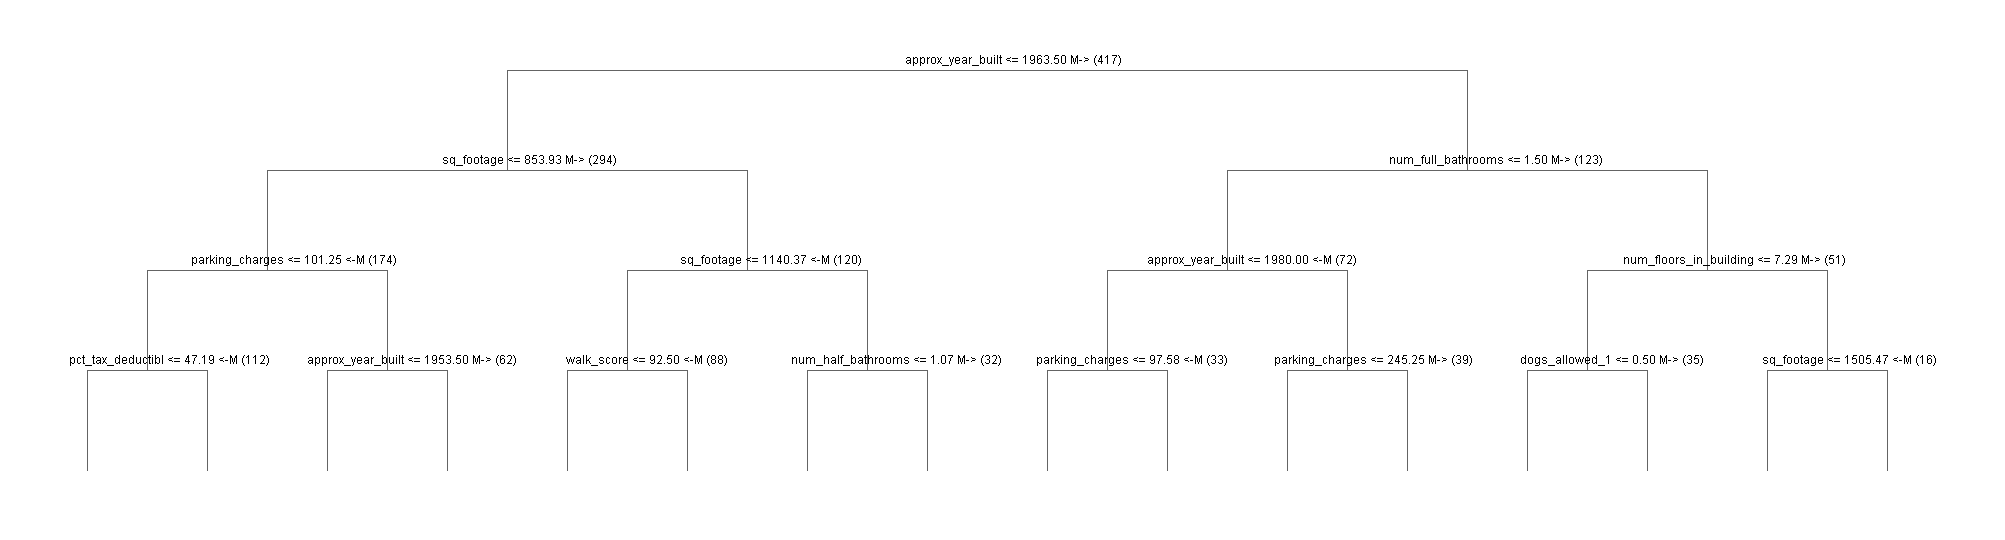 approx_year_built <= 1963.50 M-> (417)
sq_footage <= 853.93 M-> (294)
num_full_bathrooms <= 1.50 M-> (123)
parking_charges <= 101.25 <-M (174)
sq_footage <= 1140.37 <-M (120)
approx_year_built <= 1980.00 <-M (72)
num_floors_in_building <= 7.29 M-> (51)
pct_tax_deductibl <= 47.19 <-M (112)
approx_year_built <= 1953.50 M-> (62)
walk_score <= 92.50 <-M (88)
num_half_bathrooms <= 1.07 M-> (32)
parking_charges <= 97.58 <-M (33)
parking_charges <= 245.25 M-> (39)
dogs_allowed_1 <= 0.50 M-> (35)
sq_footage <= 1505.47 <-M (16)